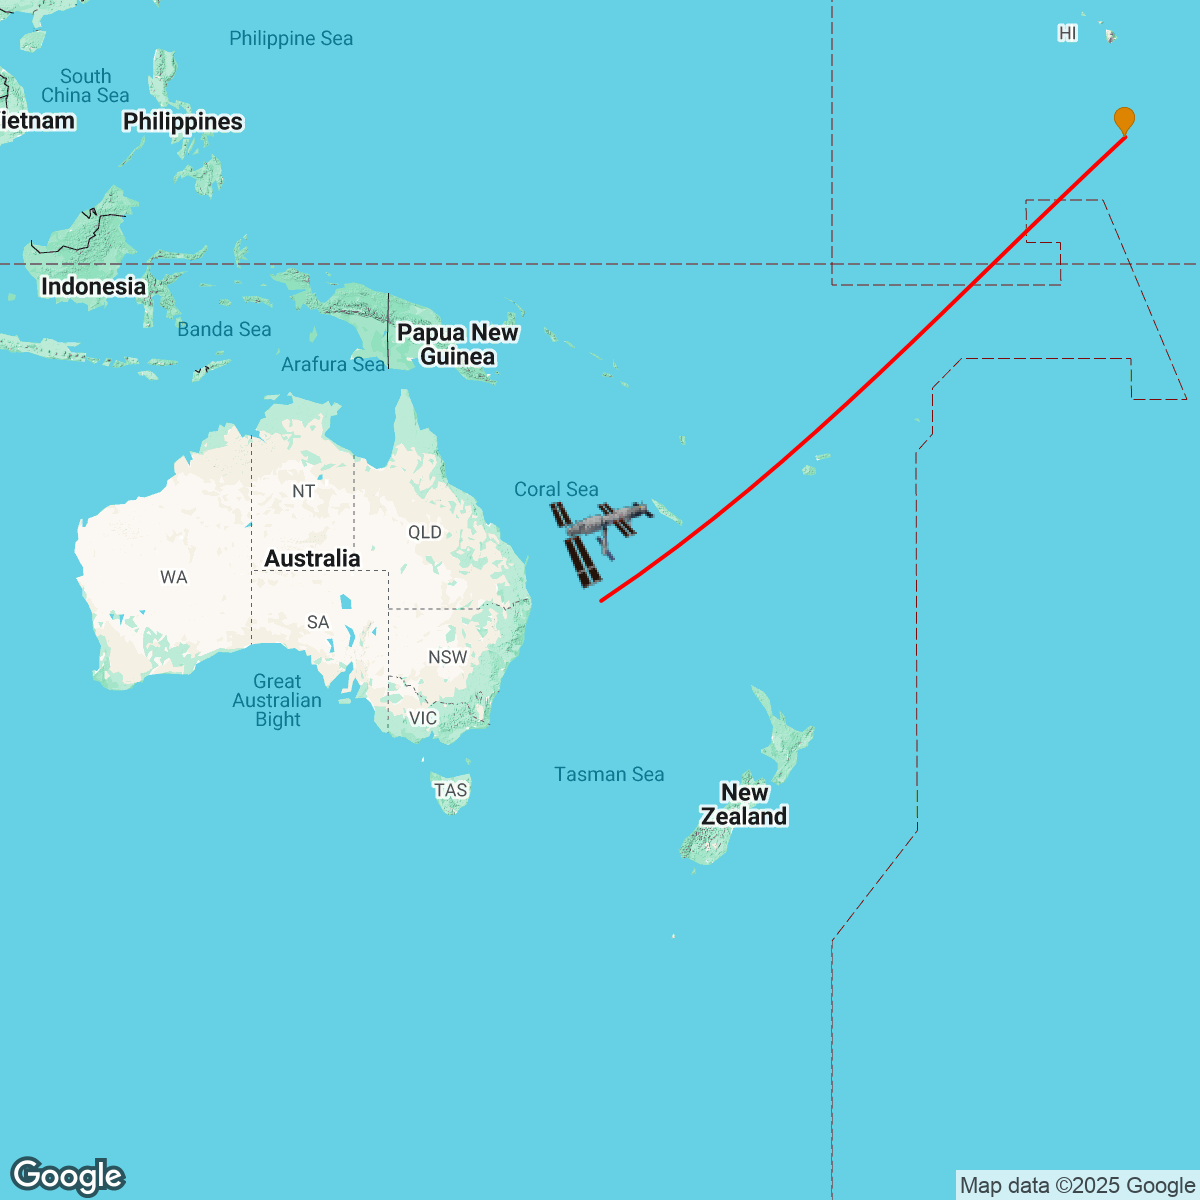 HI
Philippine Sea
South
China Sea
ietnam
Philippines
Indonesia
Banda Sea
Papua New
Guinea
Arafura Sea
Coral Sea
NT
QLD
Australia
WA
SA
NSW
Great
Australian
Bight
VIC
TAS
Tasman Sea
New
Zealand
Google
Map data ©2025 Google